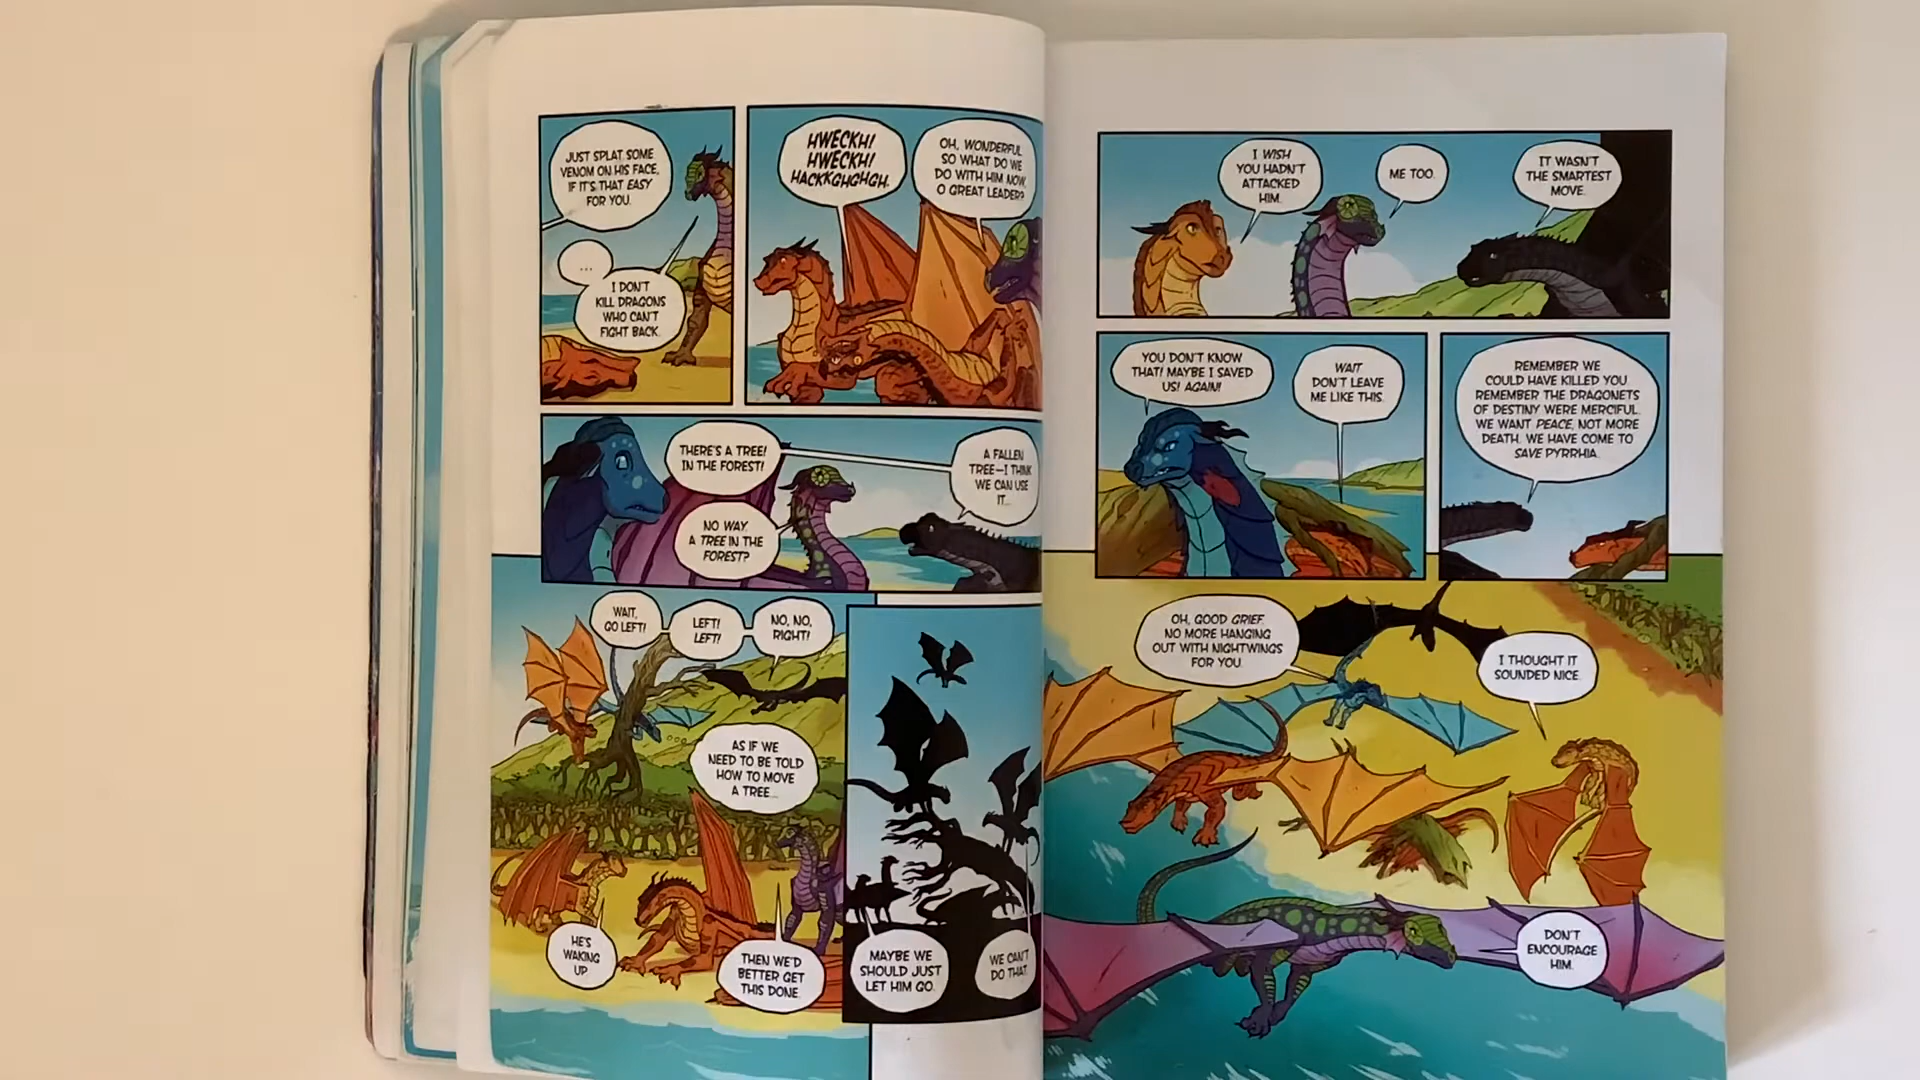 JUST SPLAT SOME
VENOM ON HIS FACE,
IF IT'S THAT EASY
FOR YOU.
...
I DON'T
KILL DRAGONS
WHO CAN'T
FIGHT BACK.
HWECKH!
HWECKH!
HACKKGHGHGH.
OH, WONDERFUL.
SO WHAT DO WE
DO WITH HIM NOW,
O GREAT LEADER?
THERE'S A TREE!
IN THE FOREST!
A FALLEN
TREE—I THINK
WE CAN USE
IT...
NO WAY.
A TREE IN THE
FOREST?
WAIT,
GO LEFT!
LEFT!
LEFT!
NO, NO,
RIGHT!
AS IF WE
NEED TO BE TOLD
HOW TO MOVE
A TREE...
HE'S
WAKING
UP.
THEN WE'D
BETTER GET
THIS DONE.
MAYBE WE
SHOULD JUST
LET HIM GO.
WE CAN'T
DO THAT.
I WISH
YOU HADN'T
ATTACKED
HIM.
ME TOO.
IT WASN'T
THE SMARTEST
MOVE.
YOU DON'T KNOW
THAT! MAYBE I SAVED
US! AGAIN!
WAIT.
DON'T LEAVE
ME LIKE THIS.
REMEMBER WE
COULD HAVE KILLED YOU.
REMEMBER THE DRAGONETS
OF DESTINY WERE MERCIFUL.
WE WANT PEACE, NOT MORE
DEATH. WE HAVE COME TO
SAVE PYRRHIA.
OH, GOOD GRIEF.
NO MORE HANGING
OUT WITH NIGHTWINGS
FOR YOU.
I THOUGHT IT
SOUNDED NICE.
DON'T
ENCOURAGE
HIM.